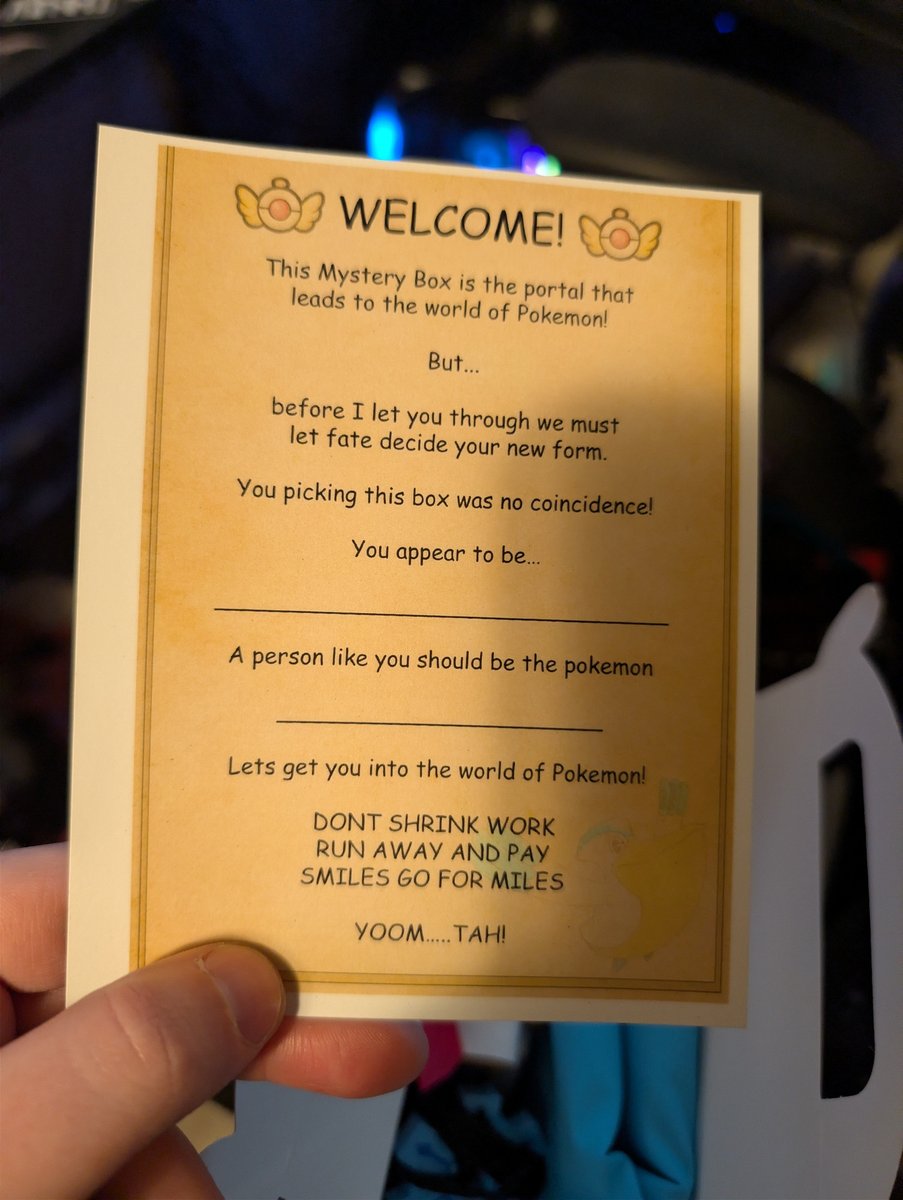 WELCOME!
This Mystery Box is the portal that
leads to the world of Pokemon!
But...
before I let you through we must
let fate decide your new form.
You picking this box was no coincidence!
You appear to be...
A person like you should be the pokemon
Lets get you into the world of Pokemon!
DONT SHRINK WORK
RUN AWAY AND PAY
SMILES GO FOR MILES
YOOM.....TAH!